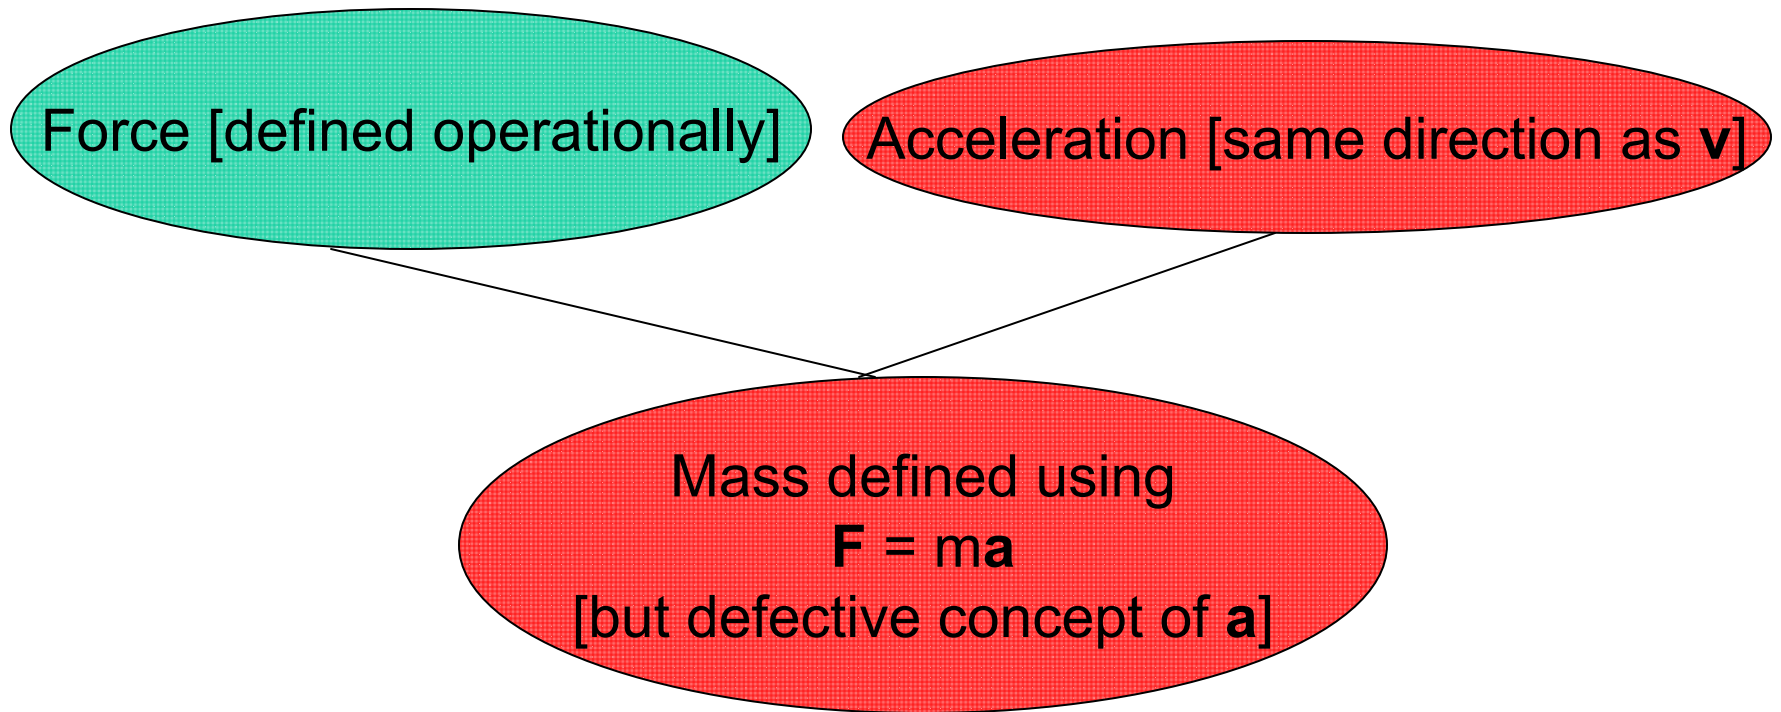 Force [defined operationally]
Acceleration [same direction as v]
Mass defined using
F = ma
[but defective concept of a]